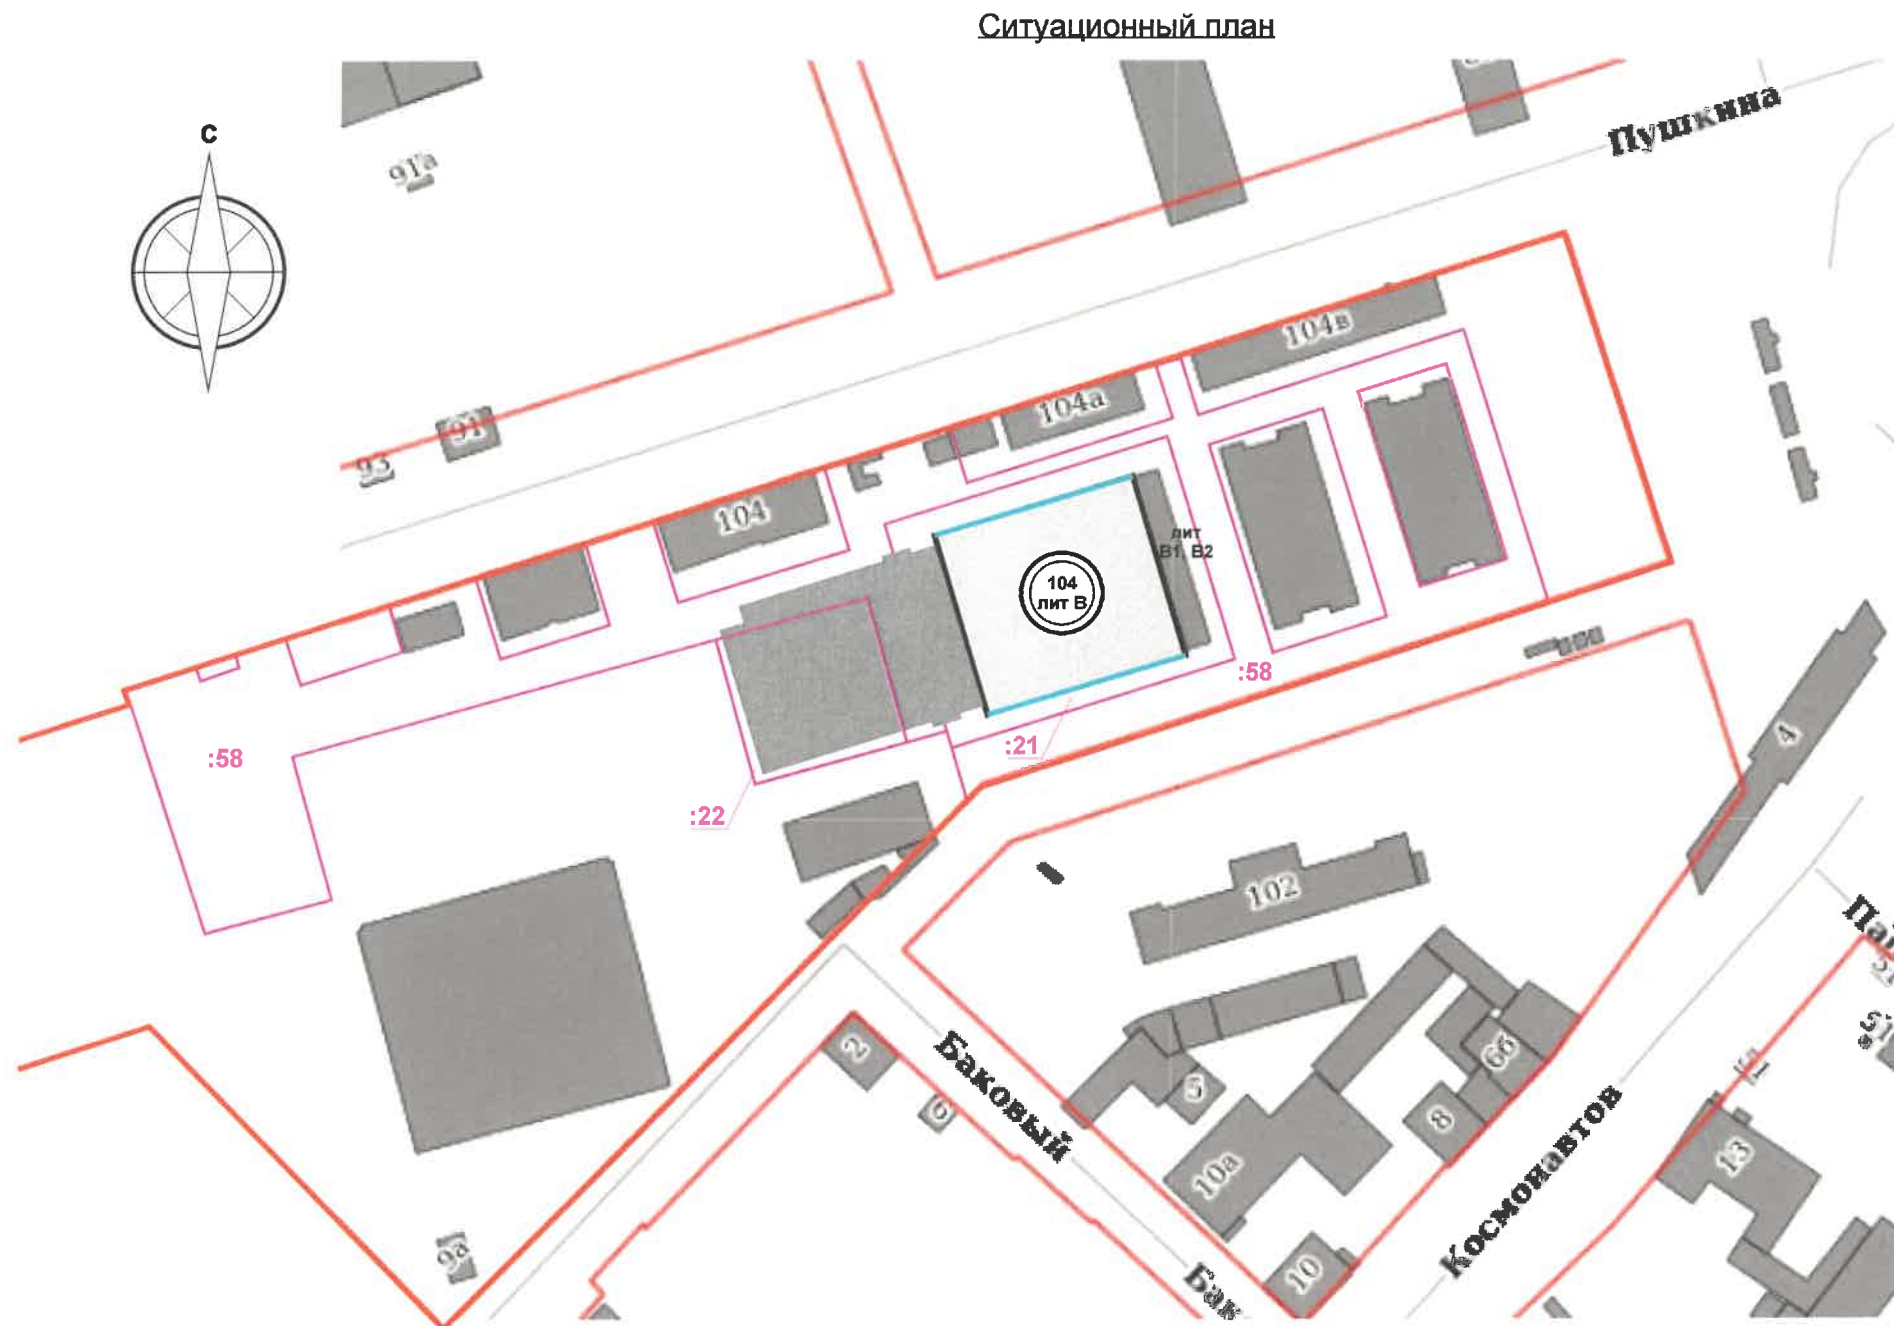 Ситуационный план
С
91а
Пушкина
91
93
104в
104а
104
лит
В1, В2
104
лит В
:58
:58
:21
:22
4
102
2
6
Баковый
5
6б
8
10а
10
9а
Космонавтов
13
Бак